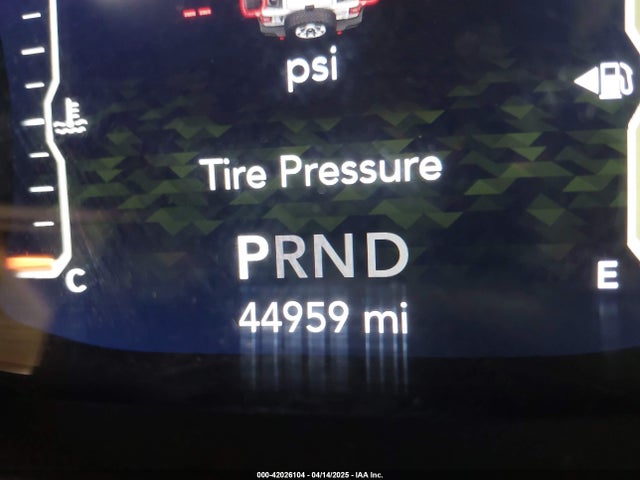 psi
Tire Pressure
PRND
C
E
44959 mi
000-42026104 - 04/14/2025 - IAA Inc.